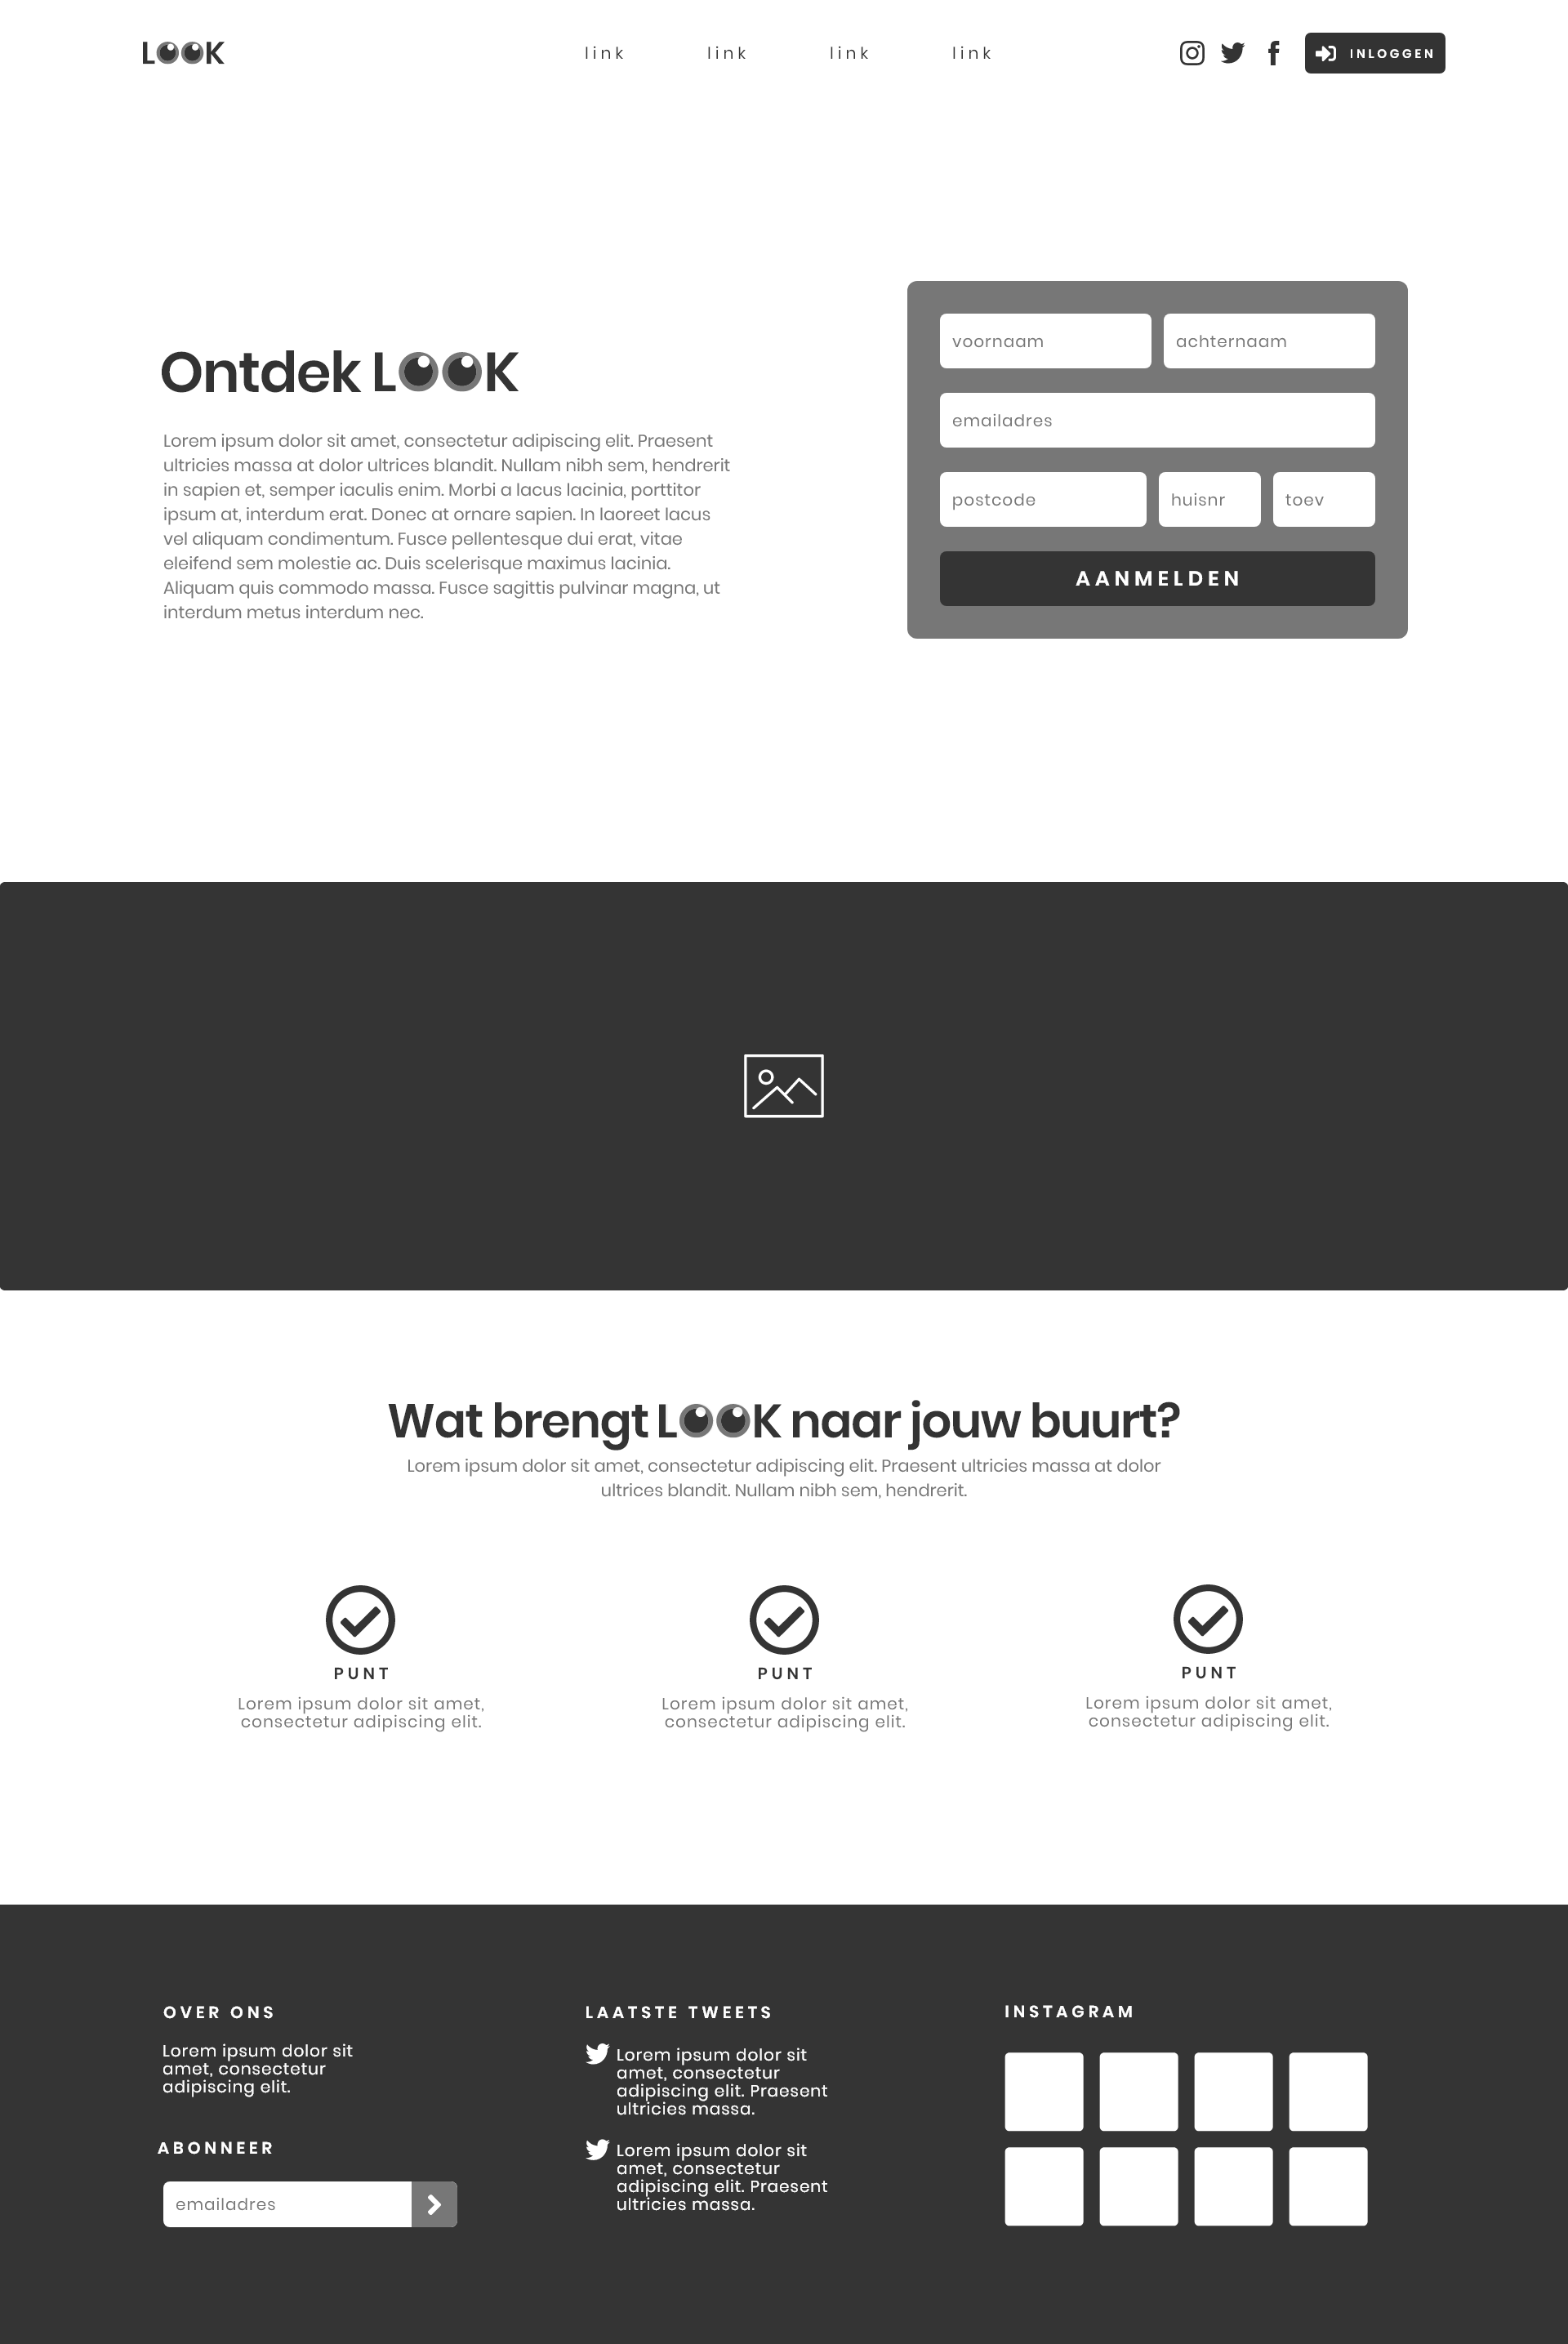 LOOK
link link link link
INLOGGEN
Ontdek LOOK
Lorem ipsum dolor sit amet, consectetur adipiscing elit. Praesent
ultricies massa at dolor ultrices blandit. Nullam nibh sem, hendrerit
in sapien et, semper iaculis enim. Morbi a lacus lacinia, porttitor
ipsum at, interdum erat. Donec at ornare sapien. In laoreet lacus
vel aliquam condimentum. Fusce pellentesque dui erat, vitae
eleifend sem molestie ac. Duis scelerisque maximus lacinia.
Aliquam quis commodo massa. Fusce sagittis pulvinar magna, ut
interdum metus interdum nec.
voornaam achternaam
emailadres
postcode huisnr toev
AANMELDEN
Wat brengt LOOK naar jouw buurt?
Lorem ipsum dolor sit amet, consectetur adipiscing elit. Praesent ultricies massa at dolor
ultrices blandit. Nullam nibh sem, hendrerit.
PUNT
Lorem ipsum dolor sit amet,
consectetur adipiscing elit.
PUNT
Lorem ipsum dolor sit amet,
consectetur adipiscing elit.
PUNT
Lorem ipsum dolor sit amet,
consectetur adipiscing elit.
OVER ONS
Lorem ipsum dolor sit
amet, consectetur
adipiscing elit.
ABONNEER
emailadres
LAATSTE TWEETS
Lorem ipsum dolor sit
amet, consectetur
adipiscing elit. Praesent
ultricies massa.
Lorem ipsum dolor sit
amet, consectetur
adipiscing elit. Praesent
ultricies massa.
INSTAGRAM